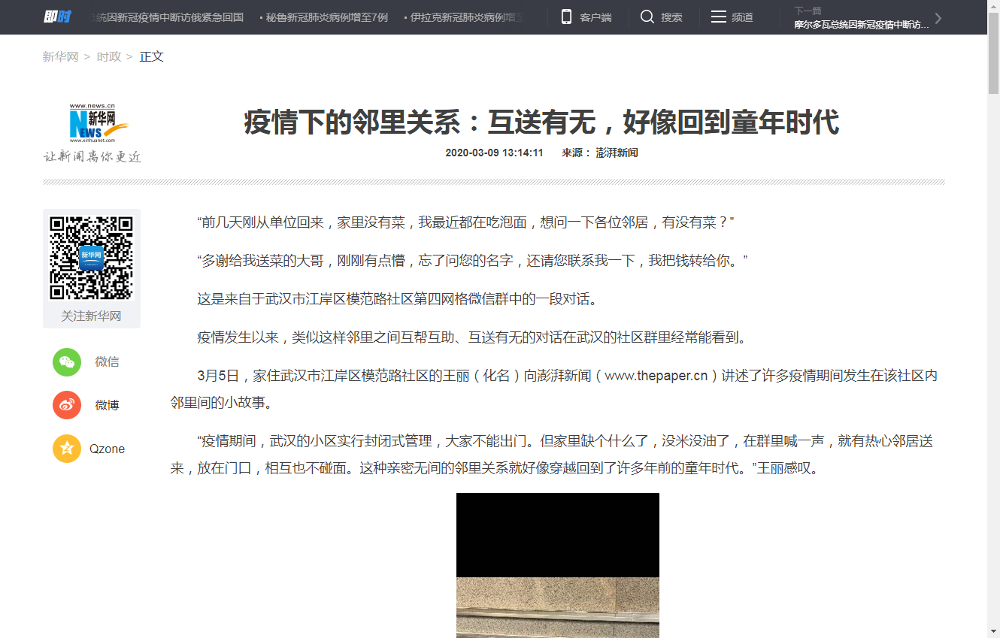 即时
统因新冠疫情中断访俄紧急回国
· 秘鲁新冠肺炎病例增至7例
· 伊拉克新冠肺炎病例增至
客户端
搜索
频道
下一篇
摩尔多瓦总统因新冠疫情中断访...
新华网 > 时政 > 正文
www.news.cn
新华网
NEWS
www.xinhuanet.com
让新闻离你更近
疫情下的邻里关系：互送有无，好像回到童年时代
2020-03-09 13:14:11 来源： 澎湃新闻
新华网
关注新华网
微信
微博
Qzone
“前几天刚从单位回来，家里没有菜，我最近都在吃泡面，想问一下各位邻居，有没有菜？”
“多谢给我送菜的大哥，刚刚有点懵，忘了问您的名字，还请您联系我一下，我把钱转给你。”
这是来自于武汉市江岸区模范路社区第四网格微信群中的一段对话。
疫情发生以来，类似这样邻里之间互帮互助、互送有无的对话在武汉的社区群里经常能看到。
3月5日，家住武汉市江岸区模范路社区的王丽（化名）向澎湃新闻（www.thepaper.cn）讲述了许多疫情期间发生在该社区内
邻里间的小故事。
“疫情期间，武汉的小区实行封闭式管理，大家不能出门。但家里缺个什么了，没米没油了，在群里喊一声，就有热心邻居送
来，放在门口，相互也不碰面。这种亲密无间的邻里关系就好像穿越回到了许多年前的童年时代。”王丽感叹。